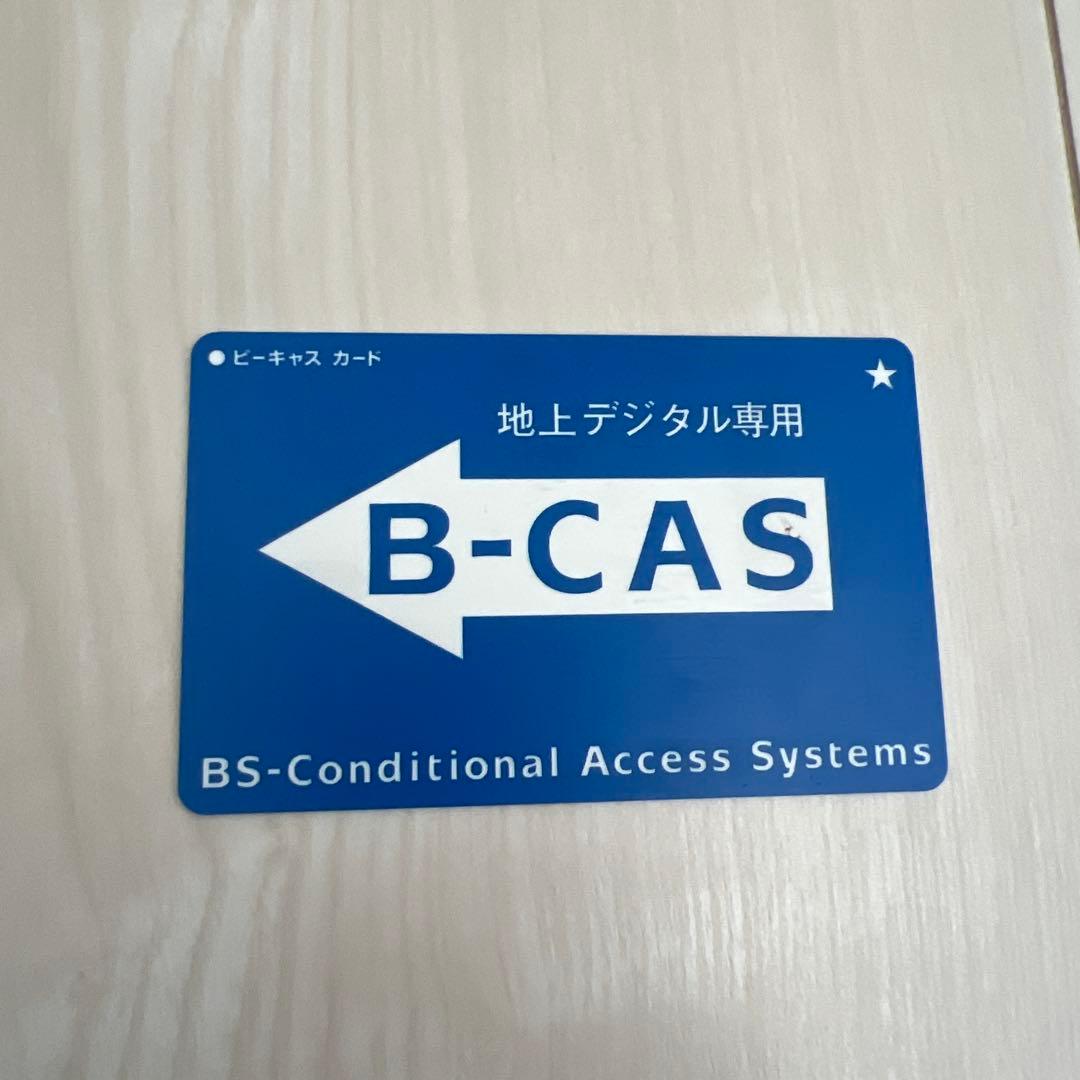 ●ビーキャス カード
★
地上デジタル専用
B-CAS
BS-Conditional Access Systems